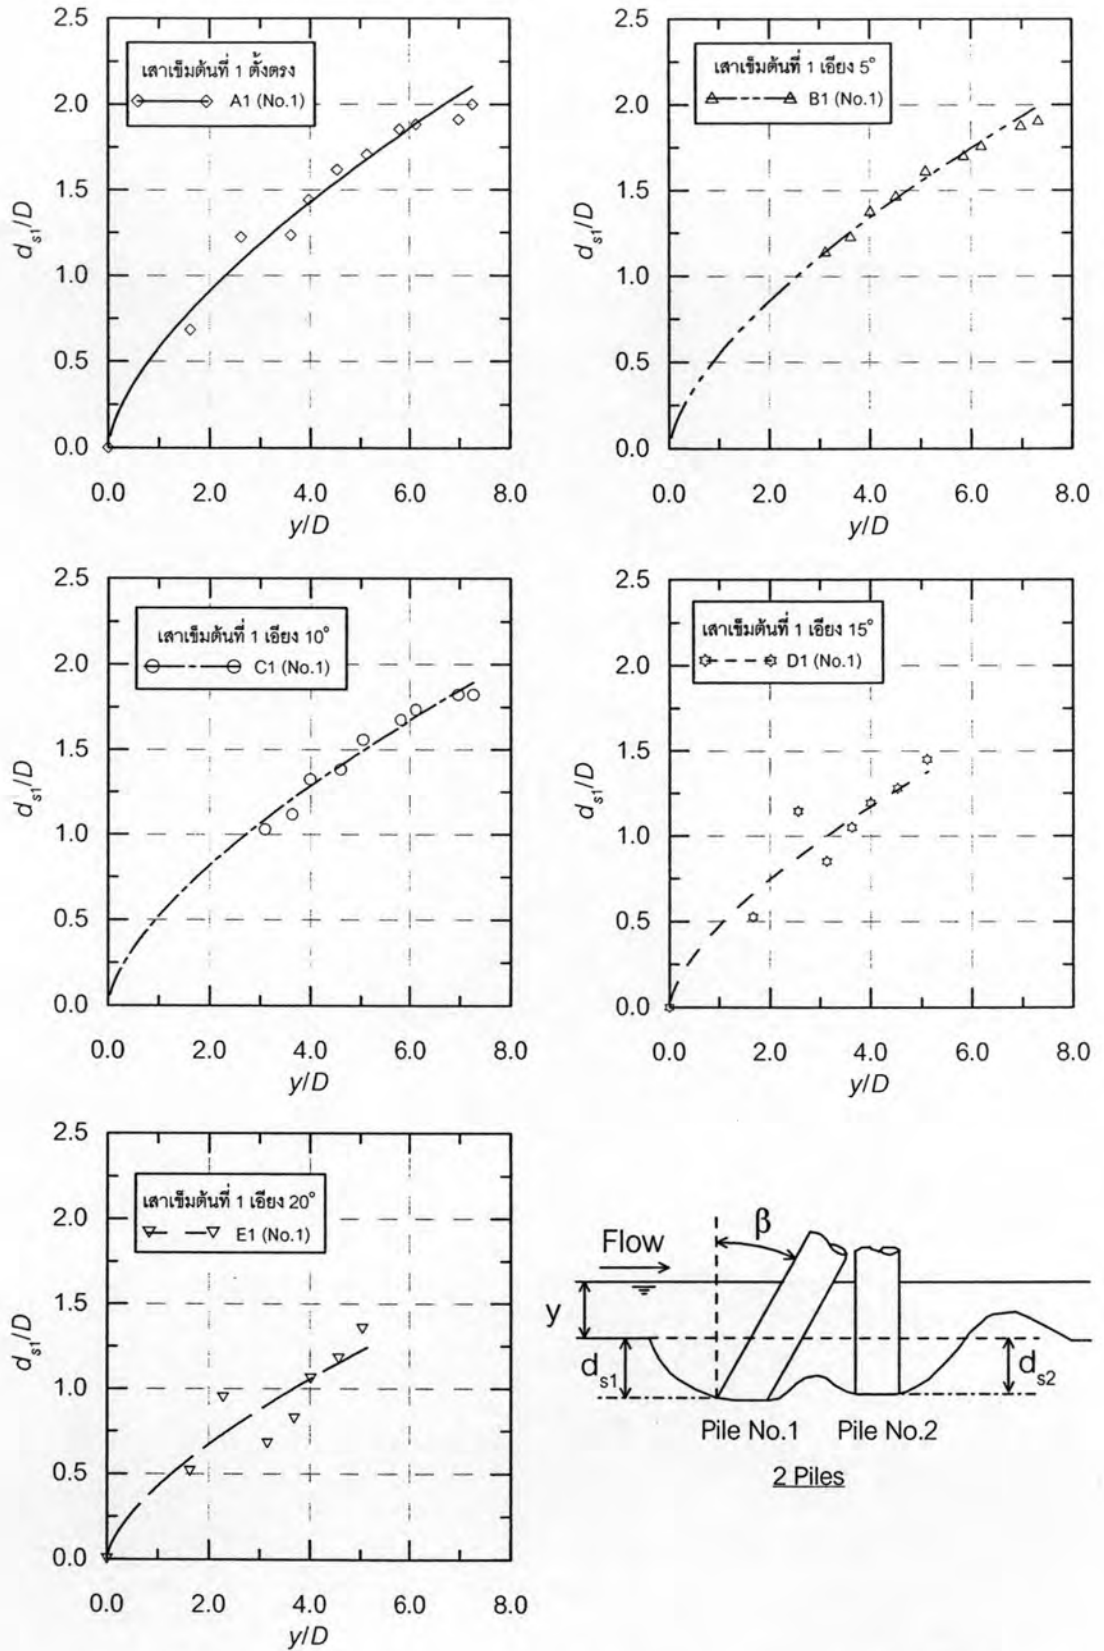 2.5
2.0
1.5
1.0
0.5
0.0
d_s1/D
เสาเข็มต้นที่ 1 ตั้งตรง
A1 (No.1)
0.0 2.0 4.0 6.0 8.0
y/D
2.5
2.0
1.5
1.0
0.5
0.0
d_s1/D
เสาเข็มต้นที่ 1 เอียง 5°
B1 (No.1)
0.0 2.0 4.0 6.0 8.0
y/D
2.5
2.0
1.5
1.0
0.5
0.0
d_s1/D
เสาเข็มต้นที่ 1 เอียง 10°
C1 (No.1)
0.0 2.0 4.0 6.0 8.0
y/D
2.5
2.0
1.5
1.0
0.5
0.0
d_s1/D
เสาเข็มต้นที่ 1 เอียง 15°
D1 (No.1)
0.0 2.0 4.0 6.0 8.0
y/D
2.5
2.0
1.5
1.0
0.5
0.0
d_s1/D
เสาเข็มต้นที่ 1 เอียง 20°
E1 (No.1)
0.0 2.0 4.0 6.0 8.0
y/D
β
Flow
y
d_s1
d_s2
Pile No.1 Pile No.2
2 Piles